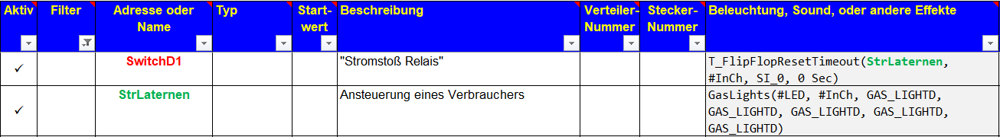 Aktiv Filter Adresse oder Name Typ Start-wert Beschreibung Verteiler-Nummer Stecker-Nummer Beleuchtung, Sound, oder andere Effekte
SwitchD1 "Stromstoß Relais" T_FlipFlopResetTimeout(StrLaternen,
#InCh, SI_0, 0 Sec)
StrLaternen Ansteuerung eines Verbrauchers GasLights(#LED, #InCh, GAS_LIGHTD,
GAS_LIGHTD, GAS_LIGHTD, GAS_LIGHTD,
GAS_LIGHTD)